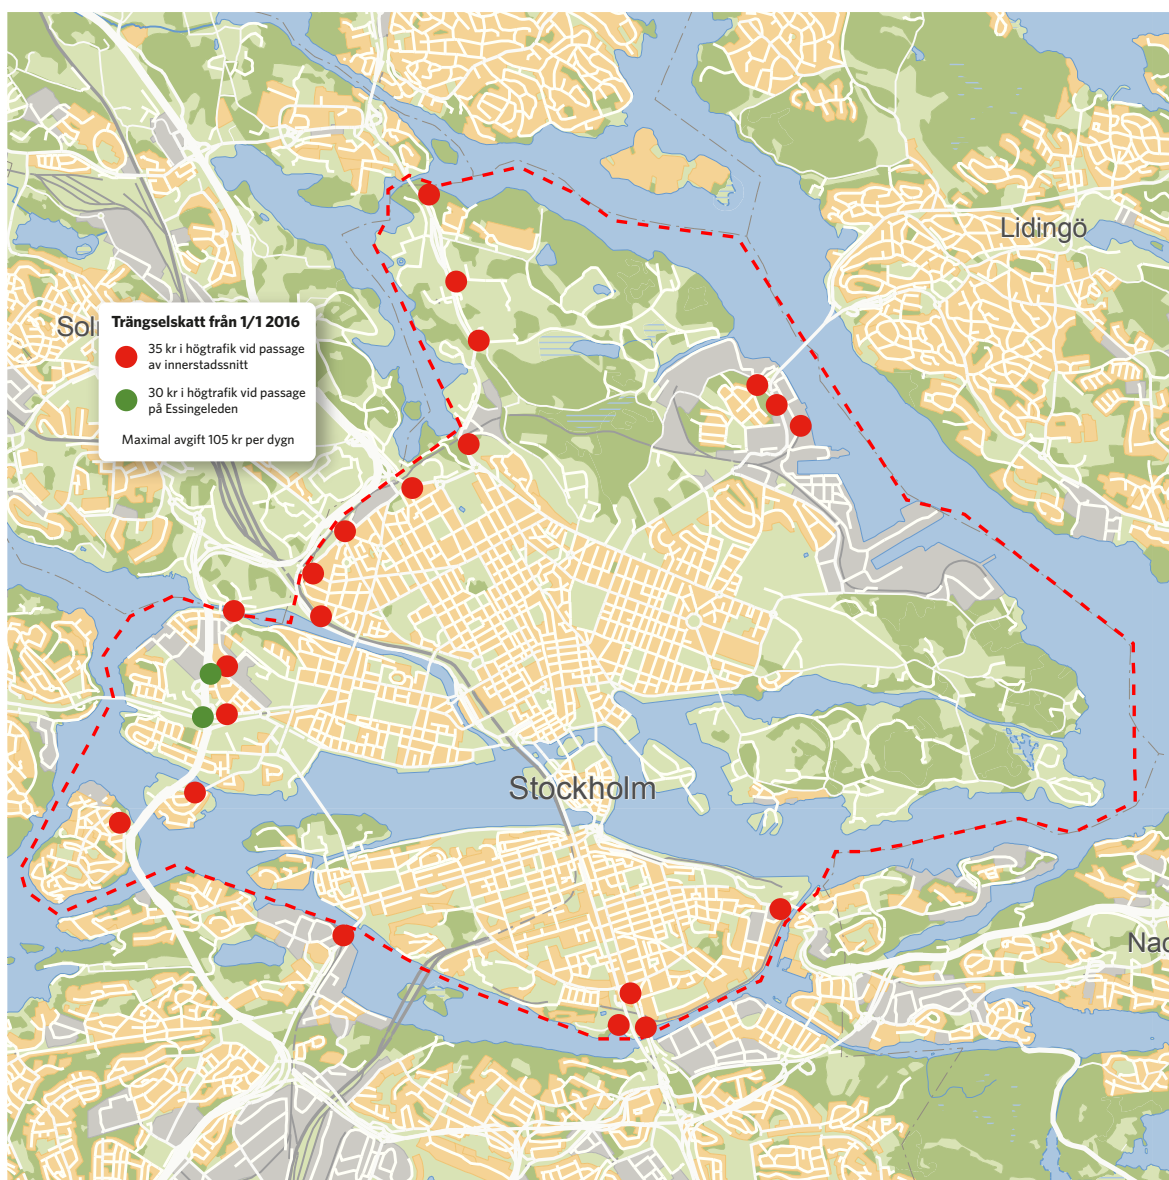 Lidingö
Trängselskatt från 1/1 2016
35 kr i högtrafik vid passage
av innerstadssnitt
30 kr i högtrafik vid passage
på Essingeleden
Maximal avgift 105 kr per dygn
Stockholm